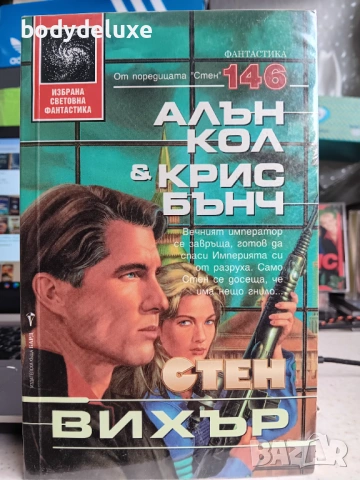 bodydeluxe
ФАНТАСТИКА
От поредицата "Стен" 146
ИЗБРАНА
СВЕТОВНА
ФАНТАСТИКА
АЛЪН
КОЛ
& КРИС
БЪНЧ
Вечният император
се завръща, готов да
спаси Империята си
от разруха. Само
Стен се досеща, че
има нещо гнило...
СТЕН
ВИХЪР
BAZAR